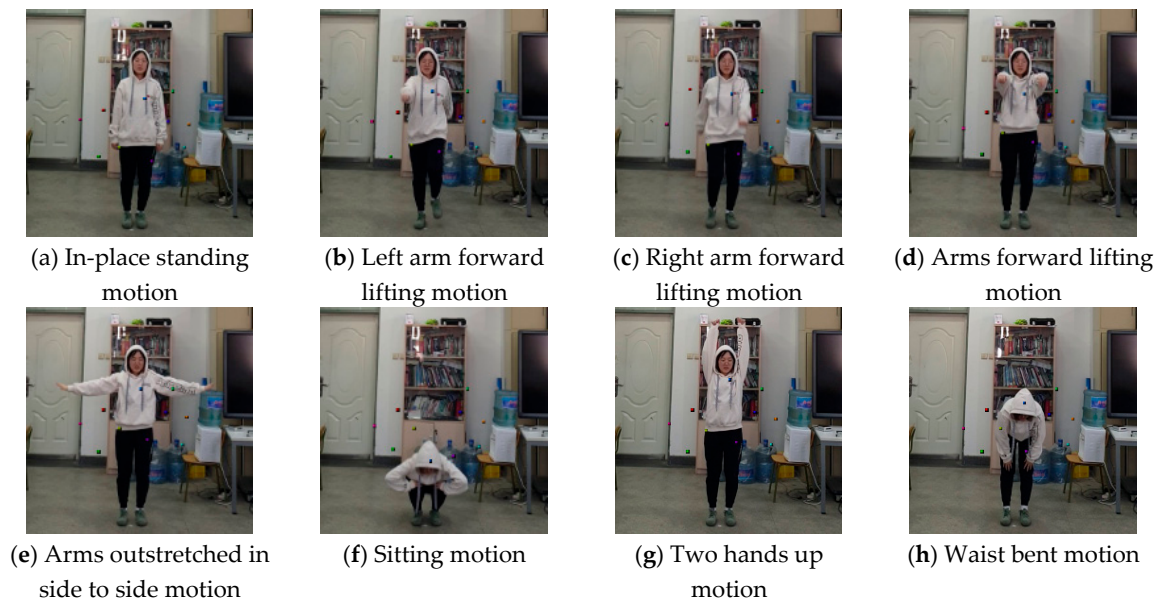 (a) In-place standing
motion
(b) Left arm forward
lifting motion
(c) Right arm forward
lifting motion
(d) Arms forward lifting
motion
(e) Arms outstretched in
side to side motion
(f) Sitting motion
(g) Two hands up
motion
(h) Waist bent motion